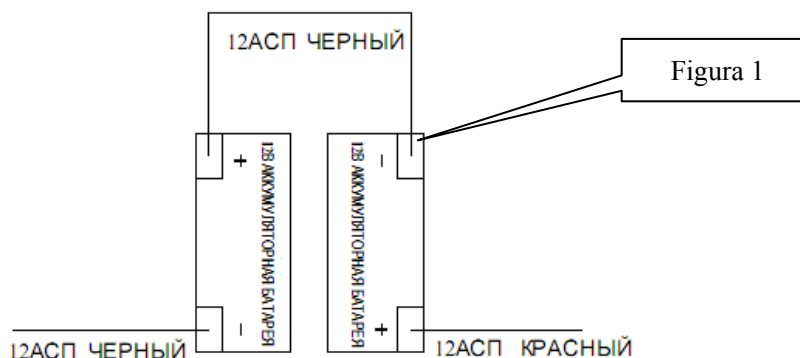 12АСП ЧЕРНЫЙ
Figura 1
+
12В АККУМУЛЯТОРНАЯ БАТАРЕЯ
–
–
12В АККУМУЛЯТОРНАЯ БАТАРЕЯ
+
12АСП ЧЕРНЫЙ
12АСП КРАСНЫЙ